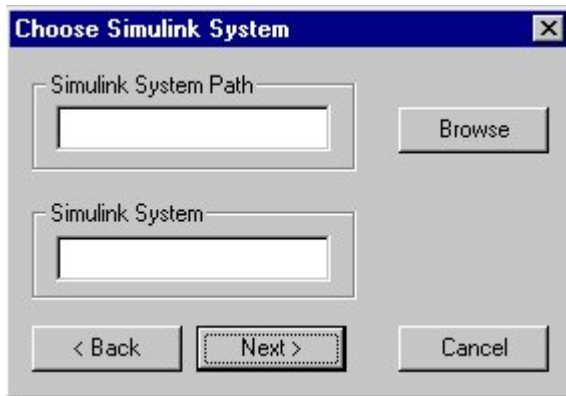 Choose Simulink System
Simulink System Path
Browse
Simulink System
< Back
Next >
Cancel